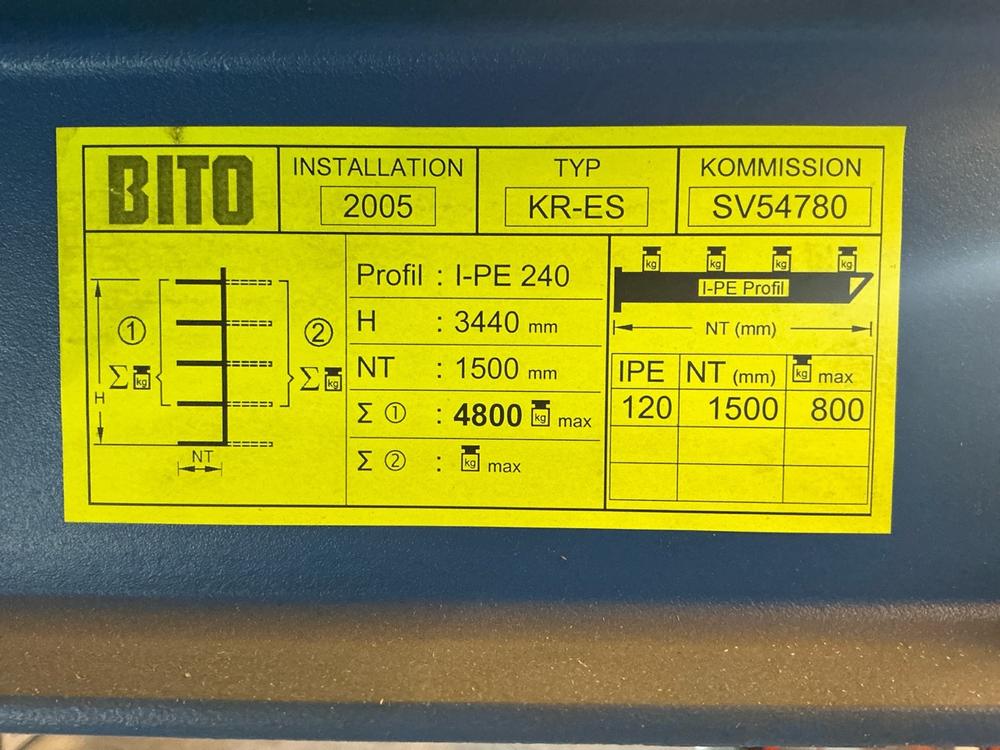 BITO
INSTALLATION
2005
TYP
KR-ES
KOMMISSION
SV54780
① Σ kg
H
NT
② Σ kg
Profil : I-PE 240
H : 3440 mm
NT : 1500 mm
Σ ① : 4800 kg max
Σ ② : kg max
kg kg kg kg
I-PE Profil
NT (mm)
IPE NT (mm) kg max
120 1500 800